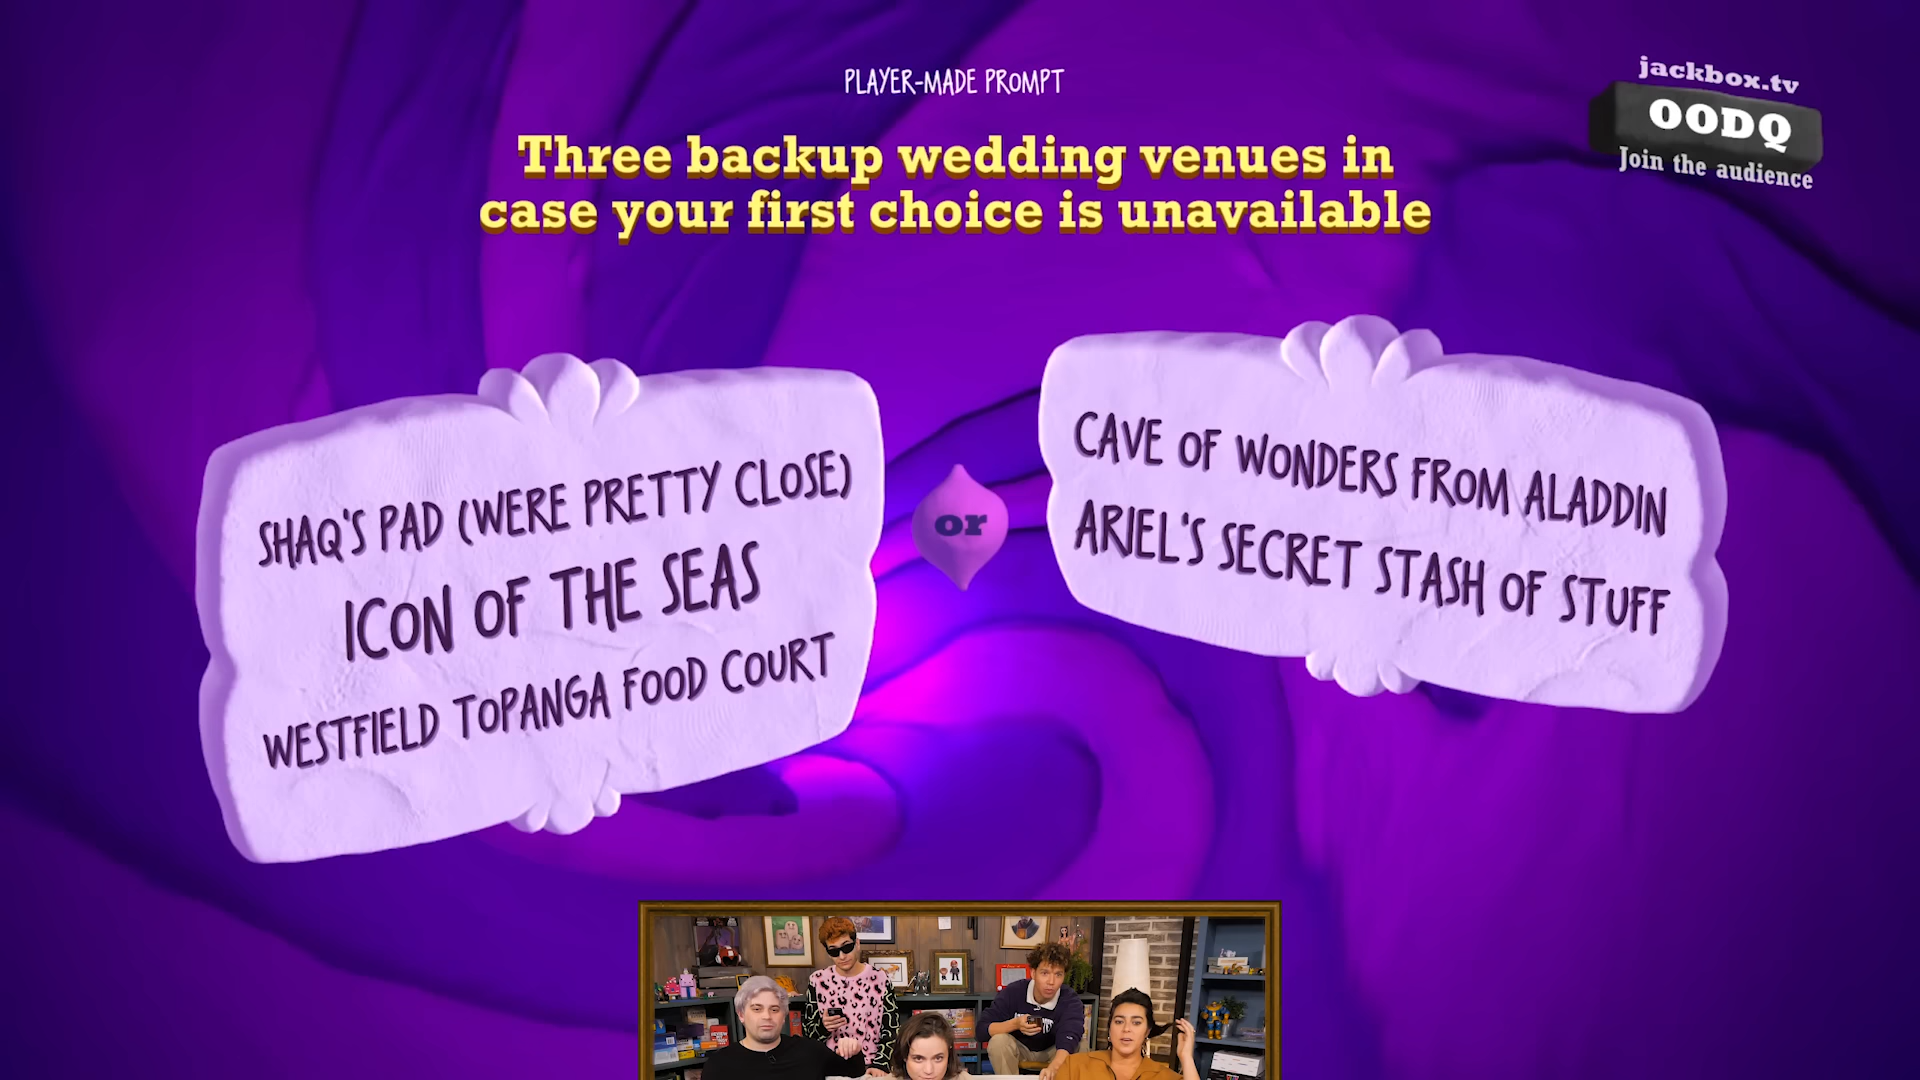 PLAYER-MADE PROMPT
Three backup wedding venues in
case your first choice is unavailable
jackbox.tv
OODQ
Join the audience
SHAQ'S PAD (WERE PRETTY CLOSE)
ICON OF THE SEAS
WESTFIELD TOPANGA FOOD COURT
or
CAVE OF WONDERS FROM ALADDIN
ARIEL'S SECRET STASH OF STUFF